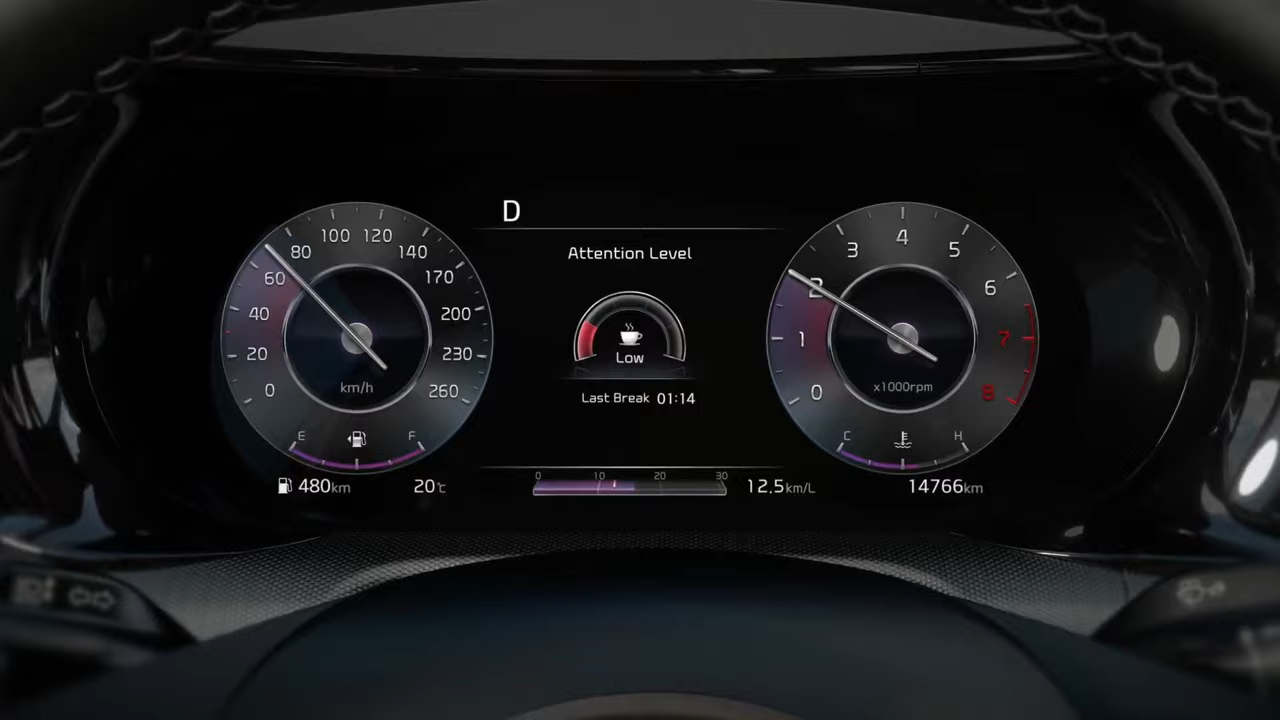 D
0
20
40
60
80
100
120
140
170
200
230
260
km/h
E
F
480km
20℃
Attention Level
Low
Last Break 01:14
0
10
20
30
12.5km/L
0
1
2
3
4
5
6
7
8
x1000rpm
C
H
14766km